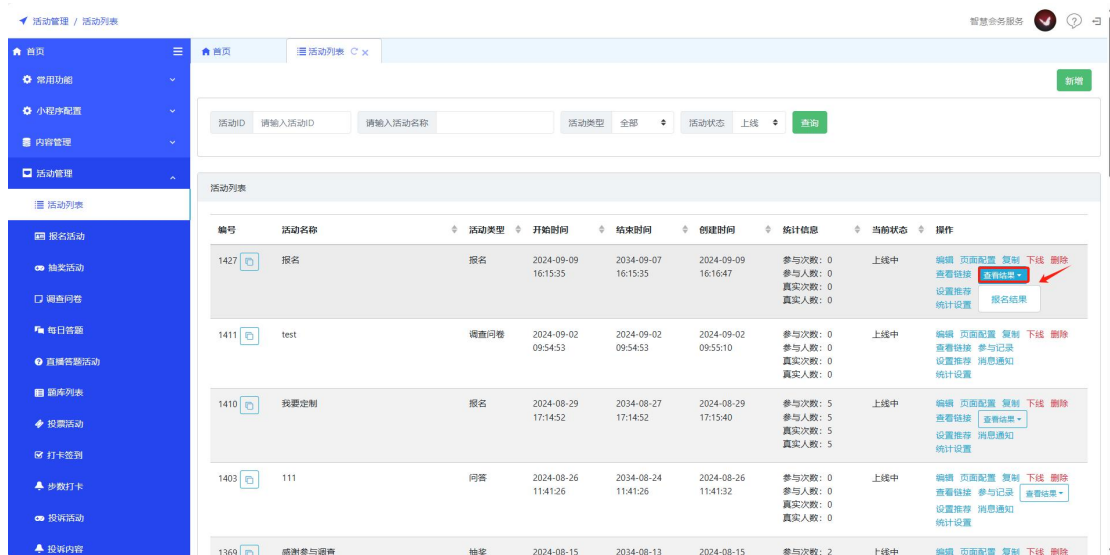 活动管理 / 活动列表
智慧会务服务
首页
首页
活动列表
常用功能
新增
小程序配置
活动ID 请输入活动ID 请输入活动名称 活动类型 全部 活动状态 上线 查询
内容管理
活动管理
活动列表
活动列表
编号 活动名称 活动类型 开始时间 结束时间 创建时间 统计信息 当前状态 操作
报名活动
抽奖活动
调查问卷
每日答题
直播答题活动
题库列表
投票活动
打卡签到
步数打卡
投诉活动
投诉内容
1427 报名 报名 2024-09-09 2034-09-07 2024-09-09 参与次数: 0 上线中 编辑 页面配置 复制 下线 删除
16:15:35 16:15:35 16:16:47 参与人数: 0 查看链接 查看结果
真实次数: 0 设置推荐 报名结果
真实人数: 0 统计设置
1411 test 调查问卷 2024-09-02 2034-09-02 2024-09-02 参与次数: 0 上线中 编辑 页面配置 复制 下线 删除
09:54:53 09:54:53 09:55:10 参与人数: 0 查看链接 参与记录
真实次数: 0 设置推荐 消息通知
真实人数: 0 统计设置
1410 我要定制 报名 2024-08-29 2034-08-27 2024-08-29 参与次数: 5 上线中 编辑 页面配置 复制 下线 删除
17:14:52 17:14:52 17:15:40 参与人数: 5 查看链接 查看结果
真实次数: 5 设置推荐 消息通知
真实人数: 5 统计设置
1403 111 问答 2024-08-26 2034-08-24 2024-08-26 参与次数: 0 上线中 编辑 页面配置 复制 下线 删除
11:41:26 11:41:26 11:41:32 参与人数: 0 查看链接 参与记录 查看结果
真实次数: 0 设置推荐 消息通知
真实人数: 0 统计设置
1369 感谢参与调查 抽奖 2024-08-15 2034-08-13 2024-08-15 参与次数: 2 上线中 编辑 页面配置 复制 下线 删除